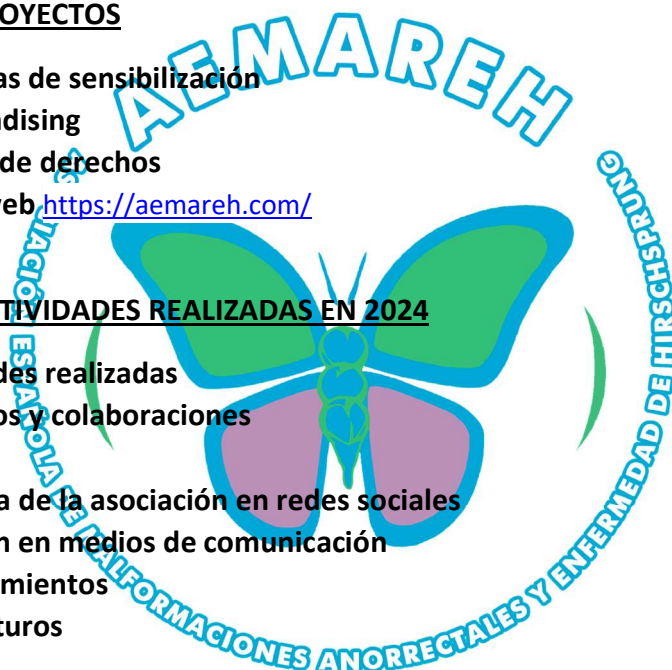 OYECTOS
as de sensibilización
ndising
de derechos
web https://aemareh.com/
TIVIDADES REALIZADAS EN 2024
des realizadas
os y colaboraciones
a de la asociación en redes sociales
n en medios de comunicación
mientos
turos
AEMAREH
ASOCIACIÓN ESPAÑOLA DE MALFORMACIONES ANORRECTALES Y ENFERMEDAD DE HIRSCHSPRUNG